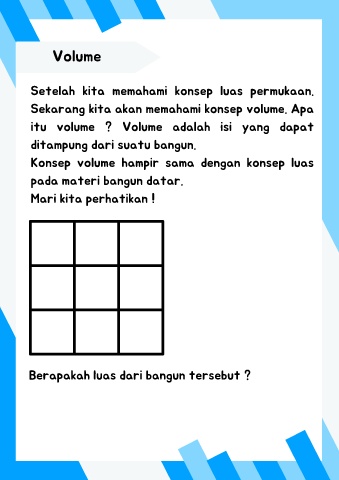 Volume
Setelah kita memahami konsep luas permukaan.
Sekarang kita akan memahami konsep volume. Apa
itu volume ? Volume adalah isi yang dapat
ditampung dari suatu bangun.
Konsep volume hampir sama dengan konsep luas
pada materi bangun datar.
Mari kita perhatikan !
Berapakah luas dari bangun tersebut ?